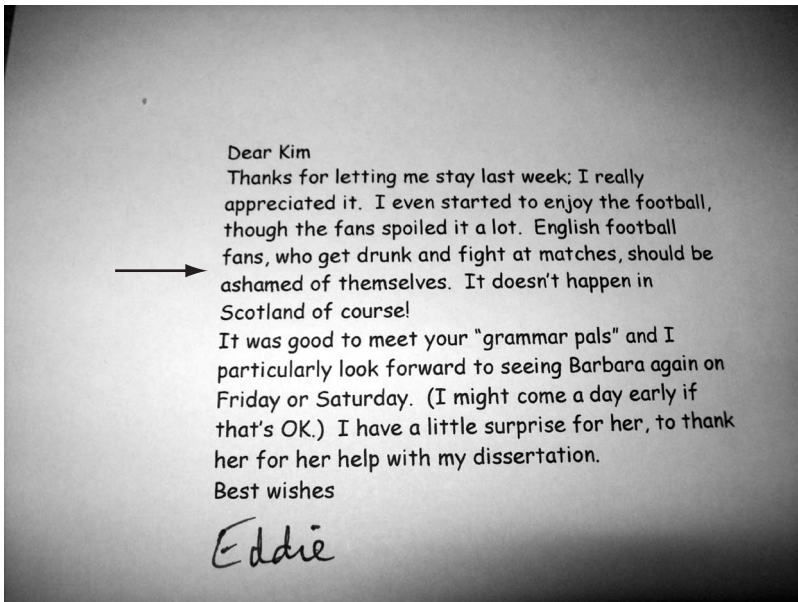 Dear Kim
Thanks for letting me stay last week; I really
appreciated it.  I even started to enjoy the football,
though the fans spoiled it a lot.  English football
fans, who get drunk and fight at matches, should be
ashamed of themselves.  It doesn't happen in
Scotland of course!
It was good to meet your "grammar pals" and I
particularly look forward to seeing Barbara again on
Friday or Saturday.  (I might come a day early if
that's OK.)  I have a little surprise for her, to thank
her for her help with my dissertation.
Best wishes
Eddie